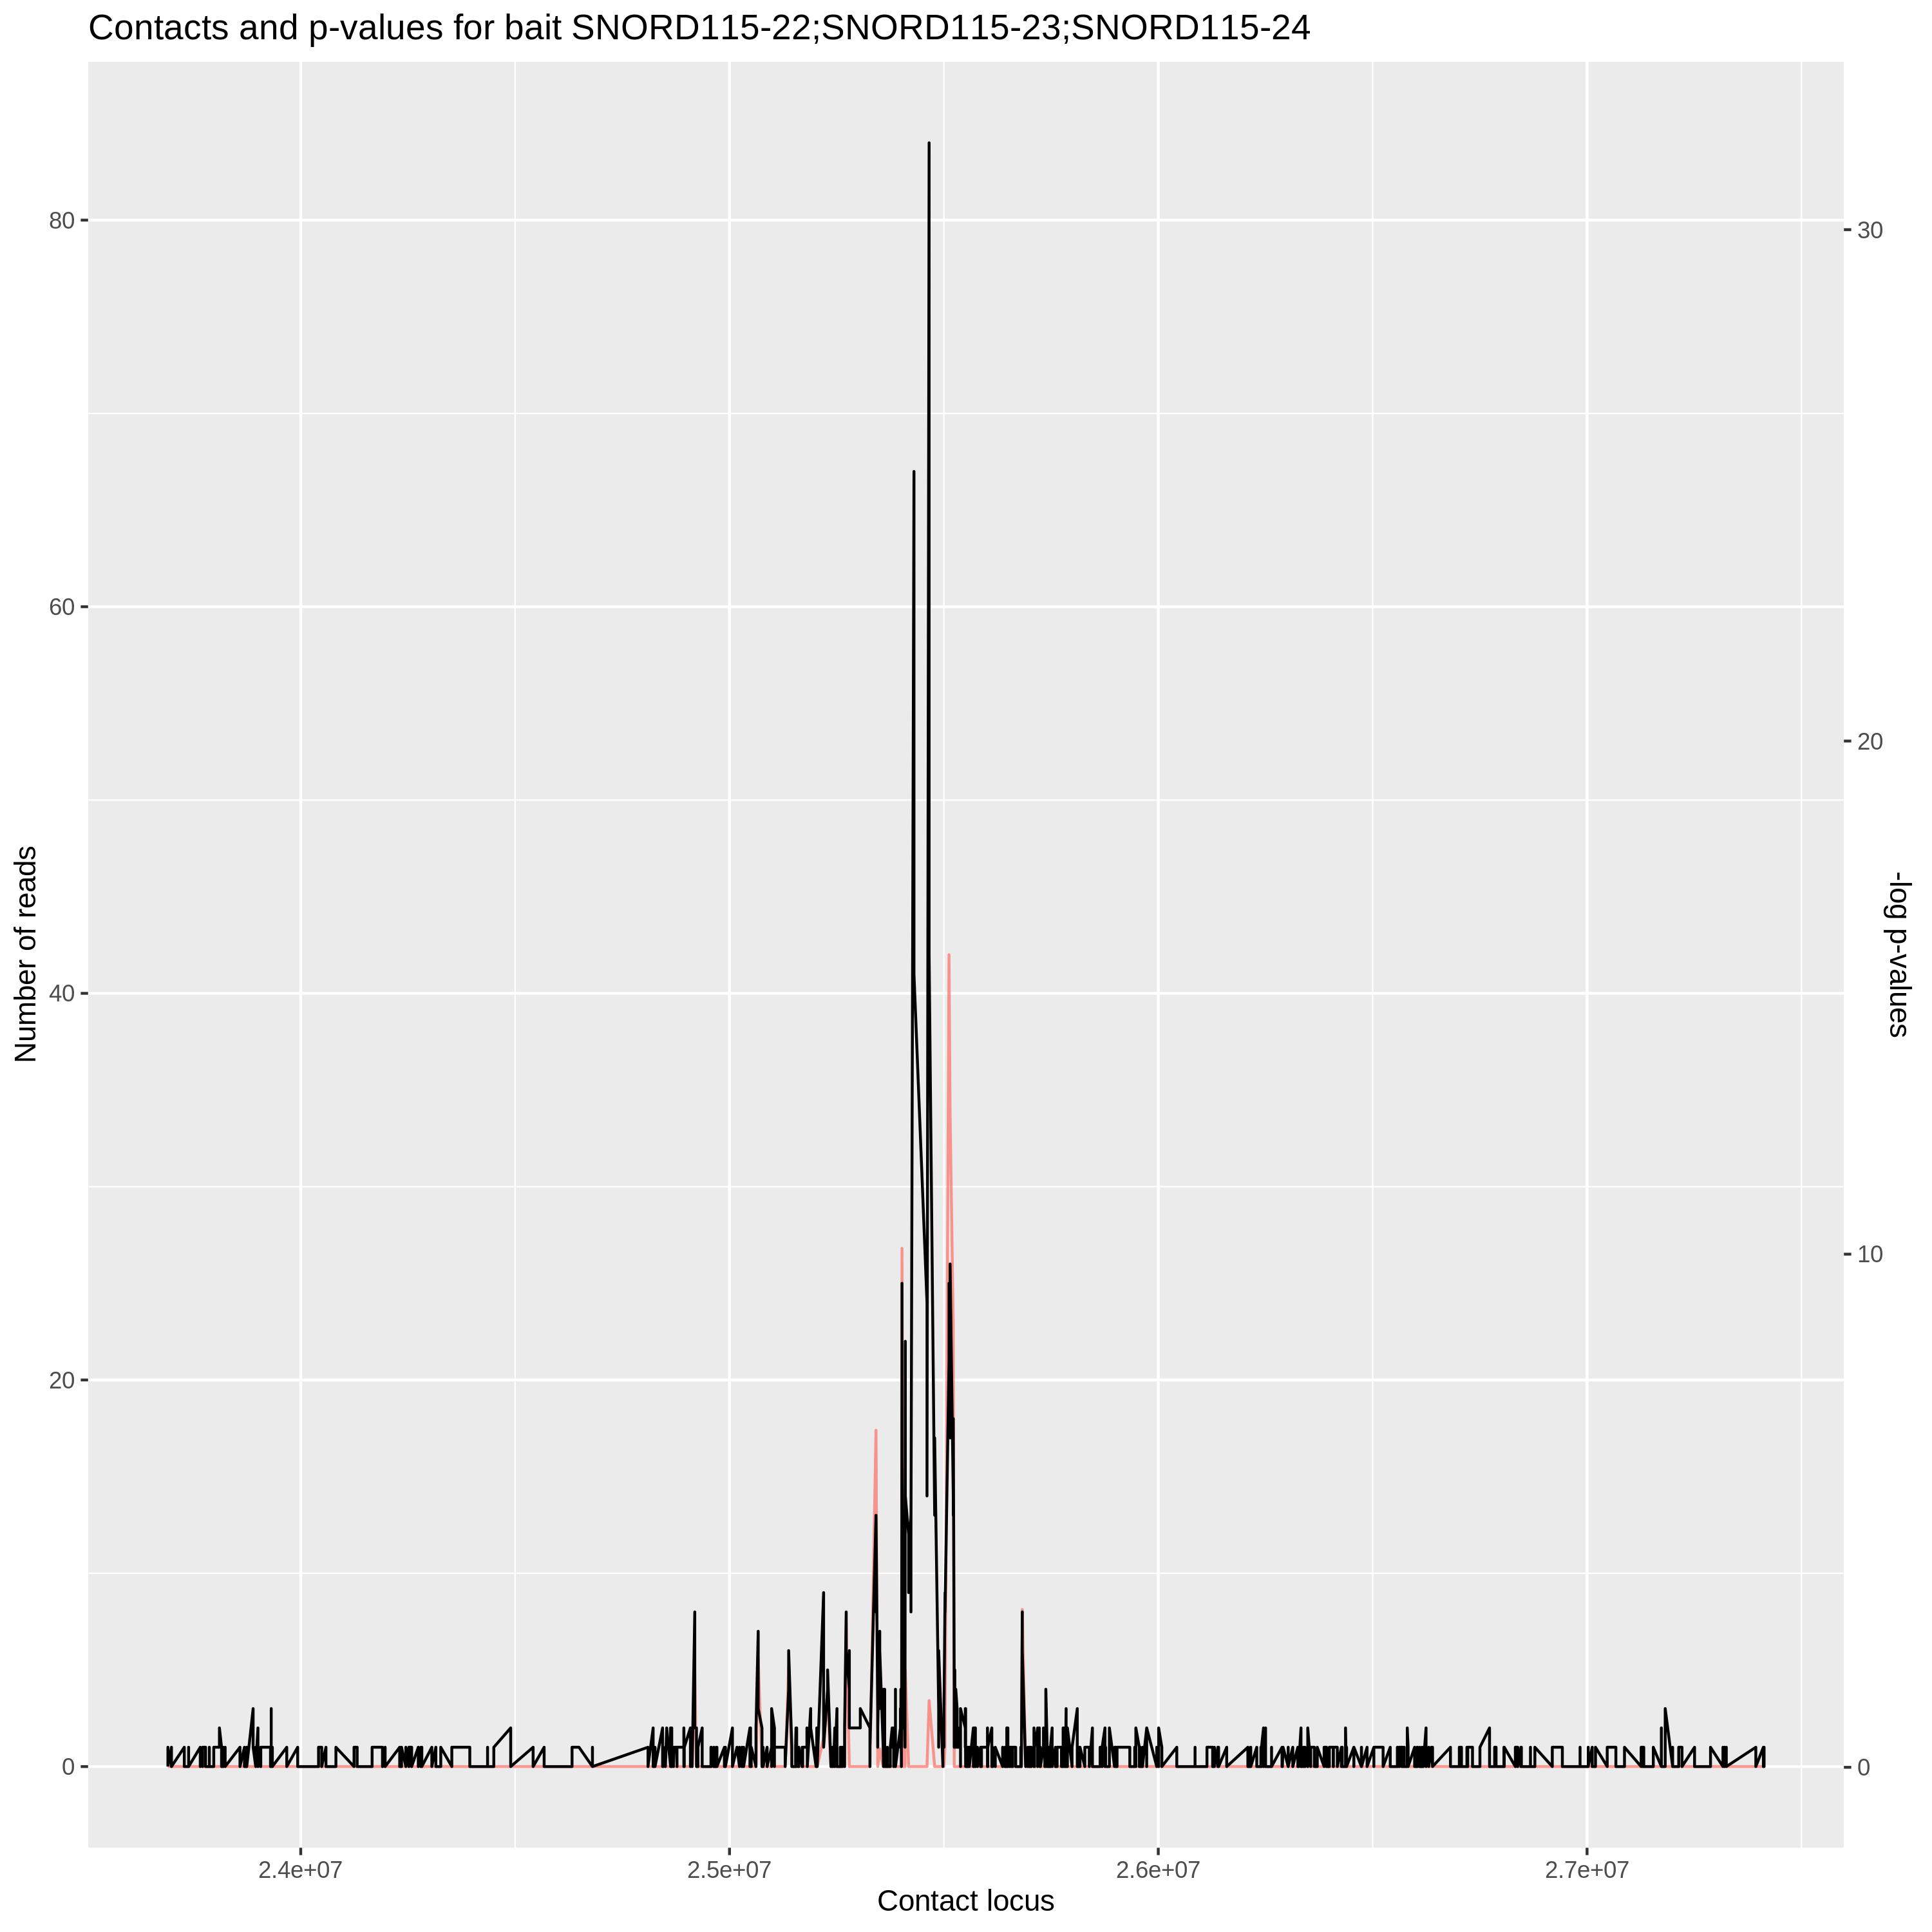 Contacts and p-values for bait SNORD115-22;SNORD115-23;SNORD115-24
80
60
40
20
0
Number of reads
30
20
10
0
-log p-values
2.4e+07
2.5e+07
2.6e+07
2.7e+07
Contact locus